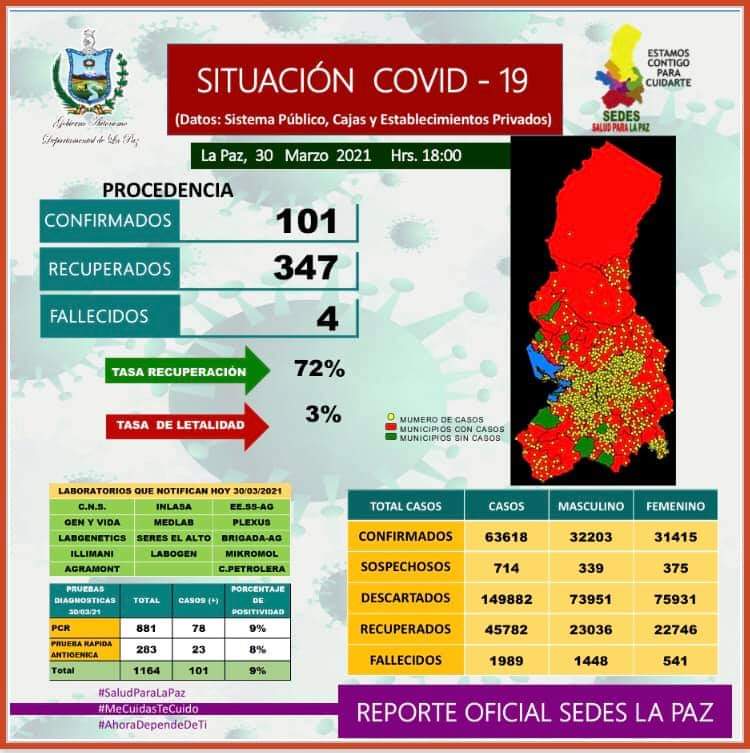 Gobierno Autónomo
Departamental de La Paz
SITUACIÓN COVID - 19
(Datos: Sistema Público, Cajas y Establecimientos Privados)
ESTAMOS
CONTIGO
PARA
CUIDARTE
SEDES
SALUD PARA LA PAZ
La Paz, 30 Marzo 2021 Hrs. 18:00
PROCEDENCIA
CONFIRMADOS 101
RECUPERADOS 347
FALLECIDOS 4
TASA RECUPERACIÓN 72%
TASA DE LETALIDAD 3%
MUMERO DE CASOS
MUNICIPIOS CON CASOS
MUNICIPIOS SIN CASOS
LABORATORIOS QUE NOTIFICAN HOY 30/03/2021
C.N.S. INLASA EE.SS-AG
GEN Y VIDA MEDLAB PLEXUS
LABGENETICS SERES EL ALTO BRIGADA-AG
ILLIMANI LABOGEN MIKROMOL
AGRAMONT C.PETROLERA
PRUEBAS DIAGNOSTICAS 30/03/21 TOTAL CASOS (+) PORCENTAJE DE POSITIVIDAD
PCR 881 78 9%
PRUEBA RAPIDA ANTIGENICA 283 23 8%
Total 1164 101 9%
TOTAL CASOS CASOS MASCULINO FEMENINO
CONFIRMADOS 63618 32203 31415
SOSPECHOSOS 714 339 375
DESCARTADOS 149882 73951 75931
RECUPERADOS 45782 23036 22746
FALLECIDOS 1989 1448 541
#SaludParaLaPaz
#MeCuidasTeCuido
#AhoraDependeDeTi
REPORTE OFICIAL SEDES LA PAZ